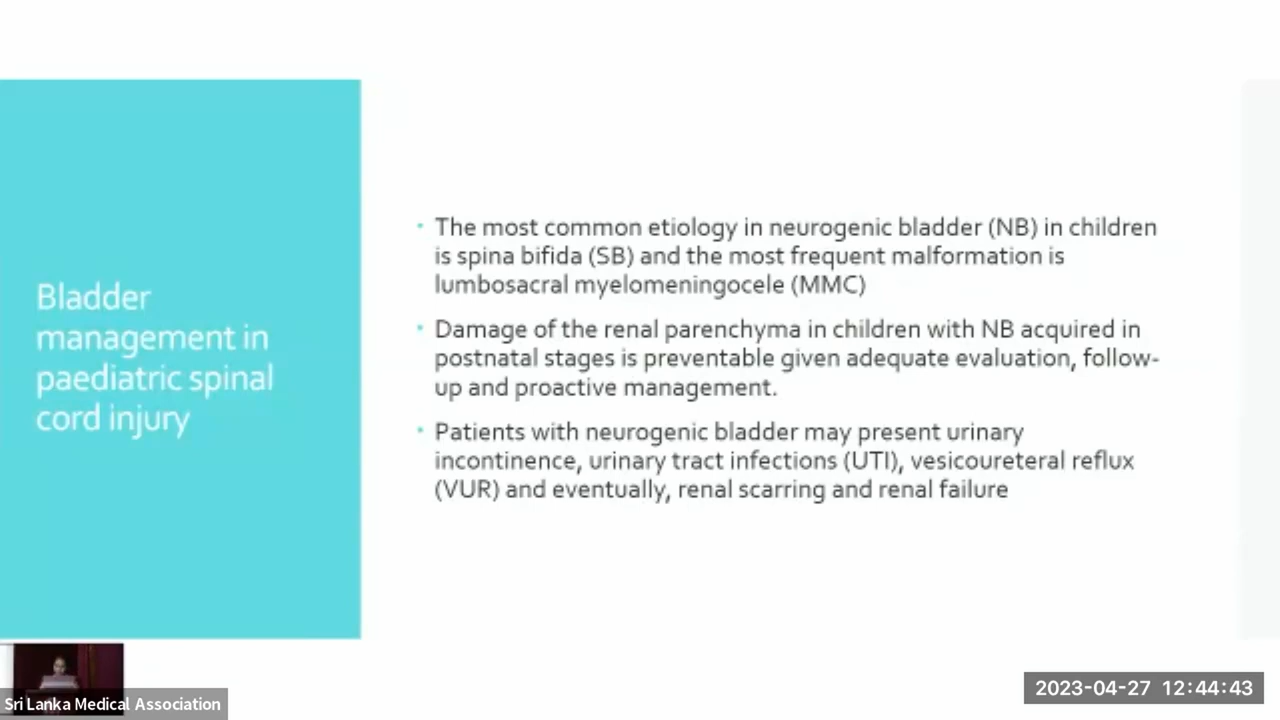 Bladder
management in
paediatric spinal
cord injury
The most common etiology in neurogenic bladder (NB) in children
is spina bifida (SB) and the most frequent malformation is
lumbosacral myelomeningocele (MMC)
Damage of the renal parenchyma in children with NB acquired in
postnatal stages is preventable given adequate evaluation, follow-
up and proactive management.
Patients with neurogenic bladder may present urinary
incontinence, urinary tract infections (UTI), vesicoureteral reflux
(VUR) and eventually, renal scarring and renal failure
Sri Lanka Medical Association
2023-04-27 12:44:43